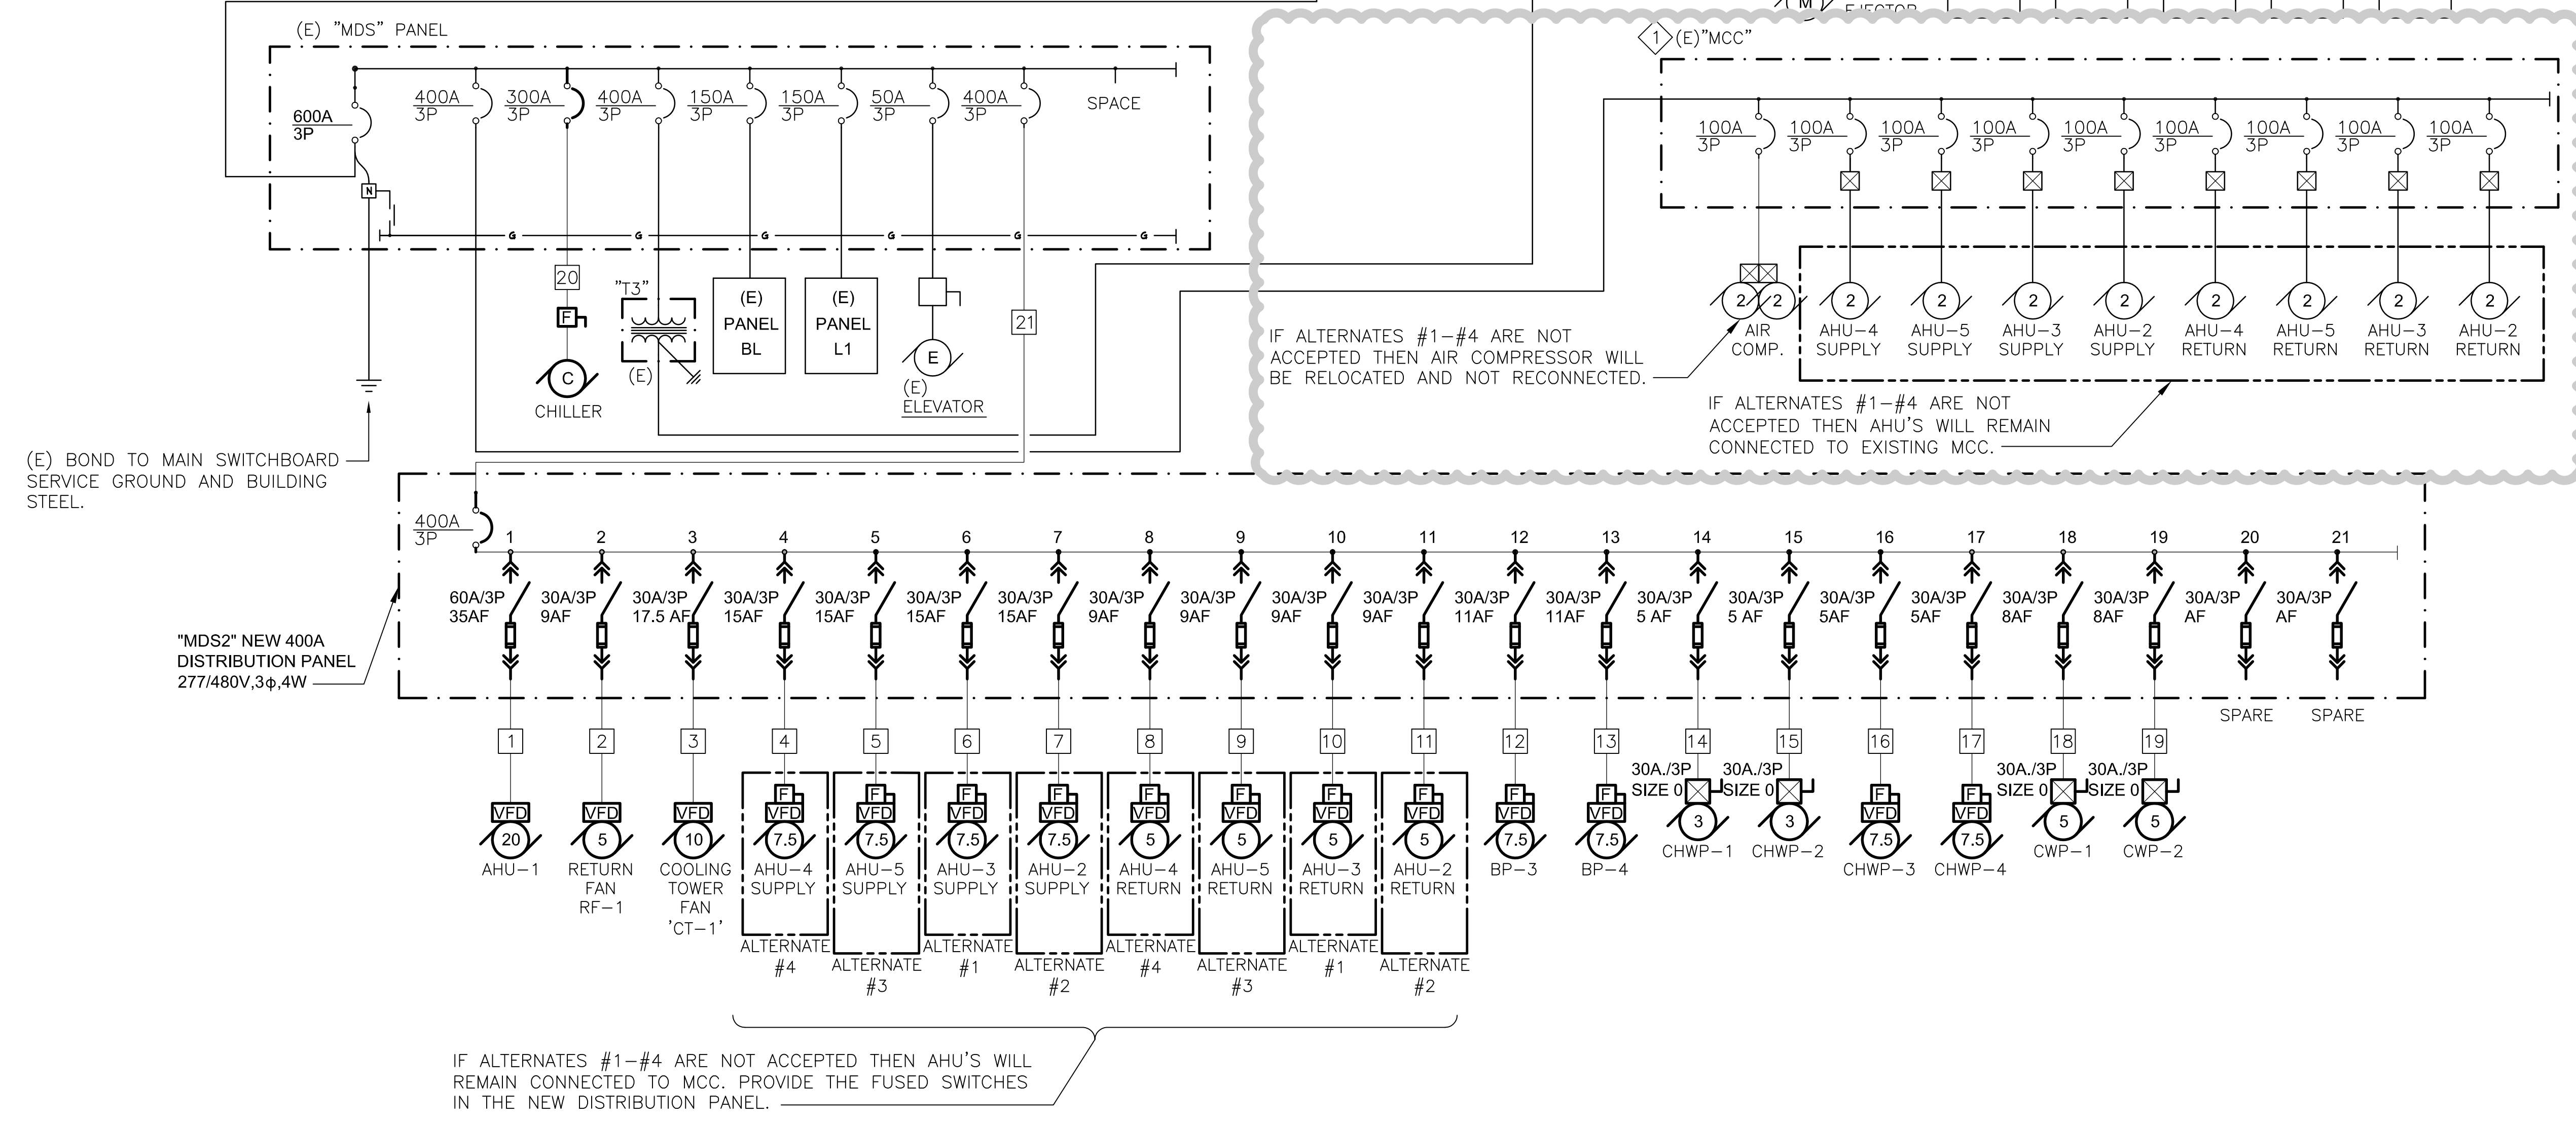 M
EJECTOR
(E) "MDS" PANEL
600A
3P
400A
3P
300A
3P
400A
3P
150A
3P
150A
3P
50A
3P
400A
3P
SPACE
N
G G G G G G
20
F
C
CHILLER
"T3"
(E)
(E)
PANEL
BL
(E)
PANEL
L1
E
(E)
ELEVATOR
21
(E) BOND TO MAIN SWITCHBOARD
SERVICE GROUND AND BUILDING
STEEL.
1 (E)"MCC"
100A 100A 100A 100A 100A 100A 100A 100A 100A
3P 3P 3P 3P 3P 3P 3P 3P 3P
2 2 2 2 2 2 2 2 2 2
AIR
COMP.
AHU-4
SUPPLY
AHU-5
SUPPLY
AHU-3
SUPPLY
AHU-2
SUPPLY
AHU-4
RETURN
AHU-5
RETURN
AHU-3
RETURN
AHU-2
RETURN
IF ALTERNATES #1-#4 ARE NOT
ACCEPTED THEN AIR COMPRESSOR WILL
BE RELOCATED AND NOT RECONNECTED.
IF ALTERNATES #1-#4 ARE NOT
ACCEPTED THEN AHU'S WILL REMAIN
CONNECTED TO EXISTING MCC.
400A
3P
"MDS2" NEW 400A
DISTRIBUTION PANEL
277/480V,3ϕ,4W
1 2 3 4 5 6 7 8 9 10 11 12 13 14 15 16 17 18 19 20 21
60A/3P 30A/3P 30A/3P 30A/3P 30A/3P 30A/3P 30A/3P 30A/3P 30A/3P 30A/3P 30A/3P 30A/3P 30A/3P 30A/3P 30A/3P 30A/3P 30A/3P 30A/3P 30A/3P 30A/3P 30A/3P
35AF 9AF 17.5 AF 15AF 15AF 15AF 15AF 9AF 9AF 9AF 9AF 11AF 11AF 5 AF 5 AF 5AF 5AF 8AF 8AF AF AF
SPARE SPARE
1 2 3 4 5 6 7 8 9 10 11 12 13 14 15 16 17 18 19
30A./3P 30A./3P 30A./3P 30A./3P
SIZE 0 SIZE 0 SIZE 0 SIZE 0
F F F F F F F F F F F F
VFD VFD VFD VFD VFD VFD VFD VFD VFD VFD VFD VFD VFD VFD VFD
20 5 10 7.5 7.5 7.5 7.5 5 5 5 5 7.5 7.5 3 3 7.5 7.5 5 5
AHU-1
RETURN
FAN
RF-1
COOLING
TOWER
FAN
'CT-1'
AHU-4
SUPPLY
AHU-5
SUPPLY
AHU-3
SUPPLY
AHU-2
SUPPLY
AHU-4
RETURN
AHU-5
RETURN
AHU-3
RETURN
AHU-2
RETURN
BP-3
BP-4
CHWP-1
CHWP-2
CHWP-3
CHWP-4
CWP-1
CWP-2
ALTERNATE
#4
ALTERNATE
#3
ALTERNATE
#1
ALTERNATE
#2
ALTERNATE
#4
ALTERNATE
#3
ALTERNATE
#1
ALTERNATE
#2
IF ALTERNATES #1-#4 ARE NOT ACCEPTED THEN AHU'S WILL
REMAIN CONNECTED TO MCC. PROVIDE THE FUSED SWITCHES
IN THE NEW DISTRIBUTION PANEL.